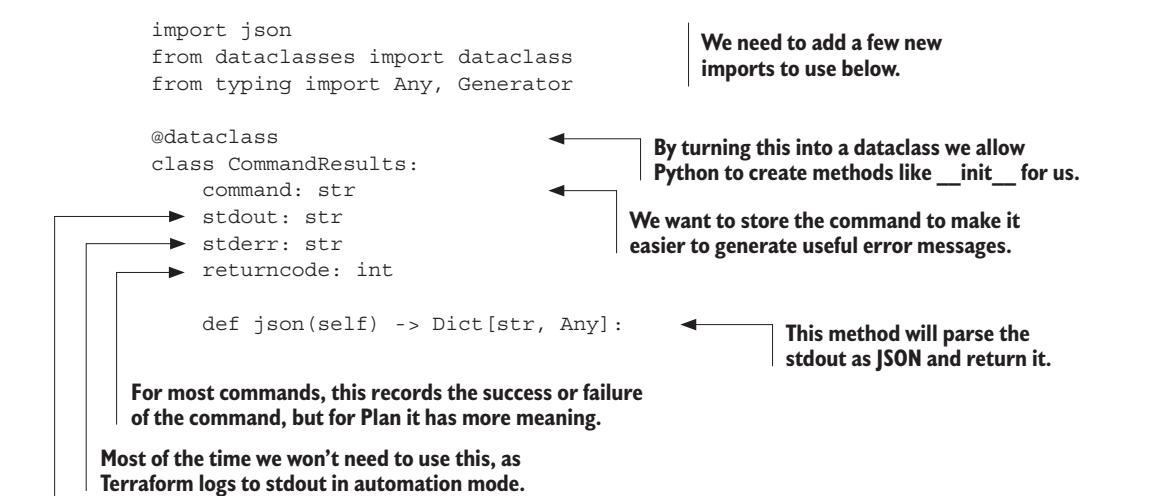 import json
from dataclasses import dataclass
from typing import Any, Generator
We need to add a few new
imports to use below.
@dataclass
class CommandResults:
    command: str
    stdout: str
    stderr: str
    returncode: int
By turning this into a dataclass we allow
Python to create methods like __init__ for us.
We want to store the command to make it
easier to generate useful error messages.
    def json(self) -> Dict[str, Any]:
This method will parse the
stdout as JSON and return it.
For most commands, this records the success or failure
of the command, but for Plan it has more meaning.
Most of the time we won’t need to use this, as
Terraform logs to stdout in automation mode.